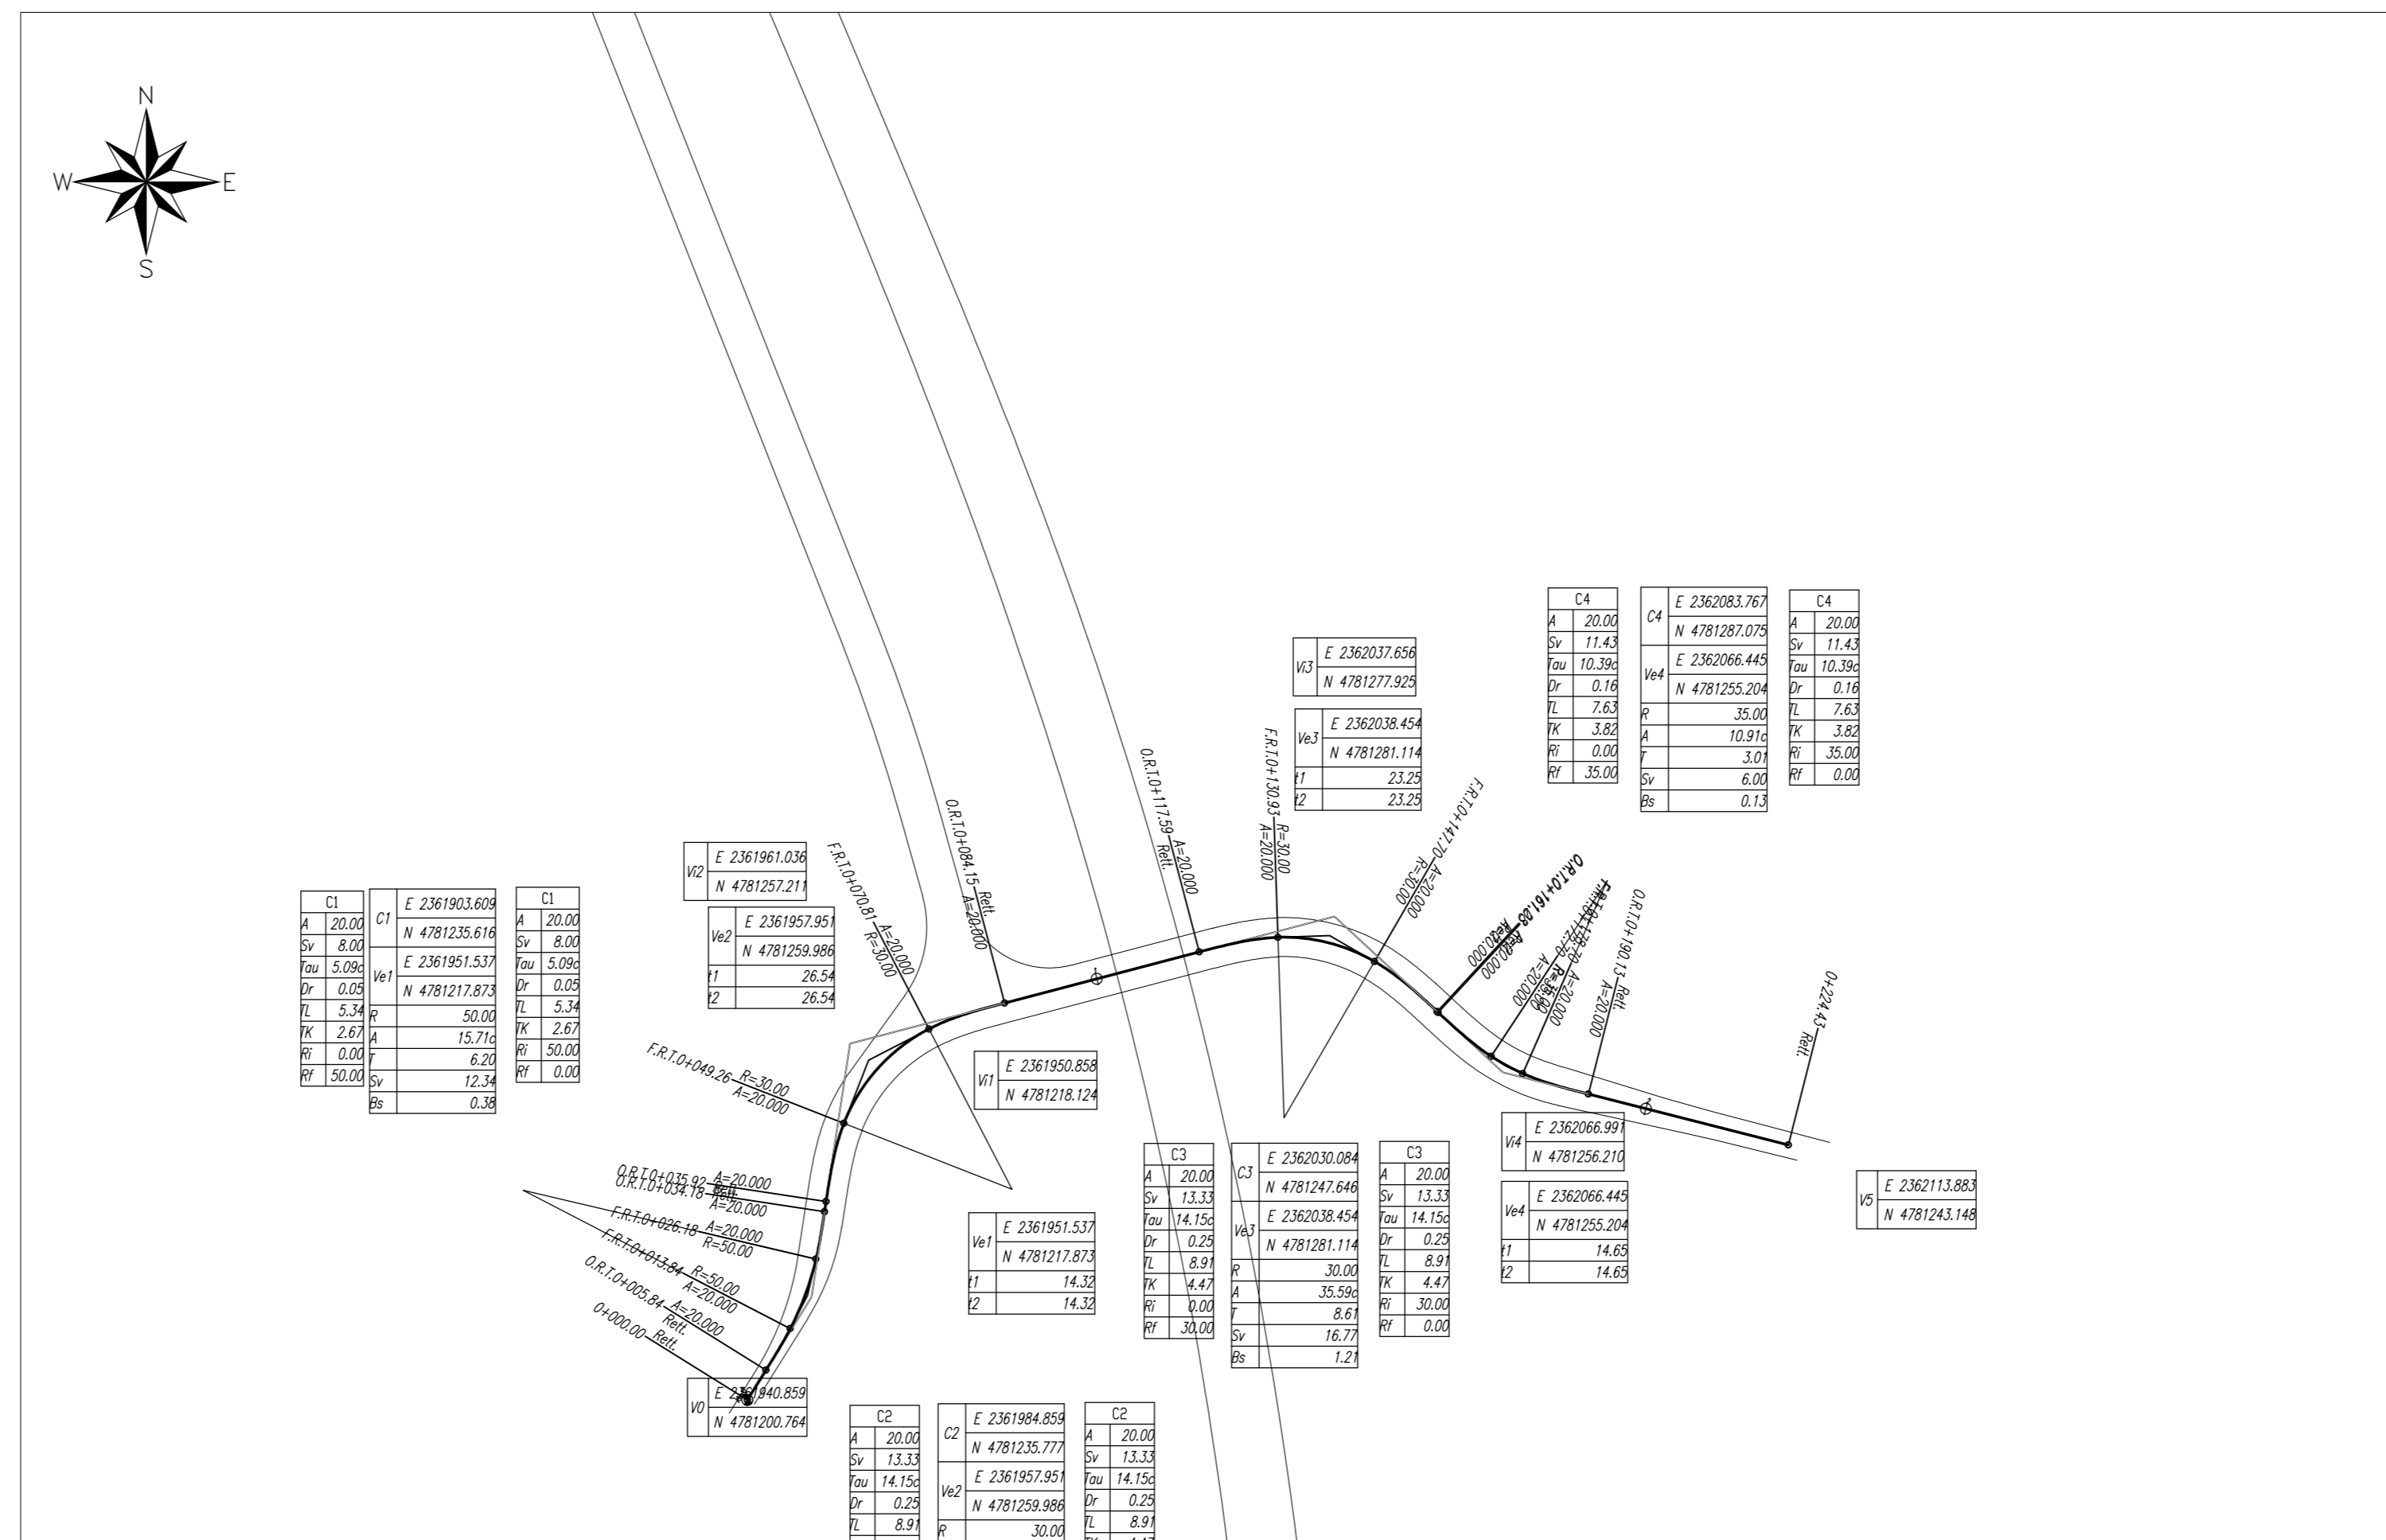 N
W E
S
C1
A 20.00
Sv 8.00
Tau 5.09c
Dr 0.05
TL 5.34
TK 2.67
Ri 0.00
Rf 50.00
C1 E 2361903.609
N 4781235.616
Ve1 E 2361951.537
N 4781217.873
R 50.00
A 15.71c
T 6.20
Sv 12.34
Bs 0.38
C1
A 20.00
Sv 8.00
Tau 5.09c
Dr 0.05
TL 5.34
TK 2.67
Ri 50.00
Rf 0.00
Vi2 E 2361961.036
N 4781257.211
Ve2 E 2361957.951
N 4781259.986
t1 26.54
t2 26.54
Vi3 E 2362037.656
N 4781277.925
Ve3 E 2362038.454
N 4781281.114
t1 23.25
t2 23.25
C4
A 20.00
Sv 11.43
Tau 10.39c
Dr 0.16
TL 7.63
TK 3.82
Ri 0.00
Rf 35.00
C4 E 2362083.767
N 4781287.075
Ve4 E 2362066.445
N 4781255.204
R 35.00
A 10.91c
T 3.01
Sv 6.00
Bs 0.13
C4
A 20.00
Sv 11.43
Tau 10.39c
Dr 0.16
TL 7.63
TK 3.82
Ri 35.00
Rf 0.00
0+000.00 Rett.
O.R.T.0+005.84 A=20.000
Rett.
F.R.T.0+013.84 R=50.00
A=20.000
F.R.T.0+026.18 A=20.000
R=50.00
O.R.T.0+034.18 Rett.
A=20.000
O.R.T.0+035.92 A=20.000
Rett.
F.R.T.0+049.26 R=30.00
A=20.000
F.R.T.0+070.81 A=20.000
R=30.00
O.R.T.0+084.15 Rett.
A=20.000
O.R.T.0+117.59 A=20.000
Rett.
F.R.T.0+130.93 R=30.00
A=20.000
F.R.T.0+147.70 A=20.000
R=30.00
A=20.000
R=35.00
A=20.000
A=20.000
O.R.T.0+190.13 Rett.
A=20.000
0+224.43 Rett.
1
2
Vi1 E 2361950.858
N 4781218.124
Ve1 E 2361951.537
N 4781217.873
t1 14.32
t2 14.32
C3
A 20.00
Sv 13.33
Tau 14.15c
Dr 0.25
TL 8.91
TK 4.47
Ri 0.00
Rf 30.00
C3 E 2362030.084
N 4781247.646
Ve3 E 2362038.454
N 4781281.114
R 30.00
A 35.59c
T 8.61
Sv 16.77
Bs 1.21
C3
A 20.00
Sv 13.33
Tau 14.15c
Dr 0.25
TL 8.91
TK 4.47
Ri 30.00
Rf 0.00
Vi4 E 2362066.991
N 4781256.210
Ve4 E 2362066.445
N 4781255.204
t1 14.65
t2 14.65
V5 E 2362113.883
N 4781243.148
V0 E 2361940.859
N 4781200.764
C2
A 20.00
Sv 13.33
Tau 14.15c
Dr 0.25
TL 8.91
C2 E 2361984.859
N 4781235.777
Ve2 E 2361957.951
N 4781259.986
R 30.00
C2
A 20.00
Sv 13.33
Tau 14.15c
Dr 0.25
TL 8.91